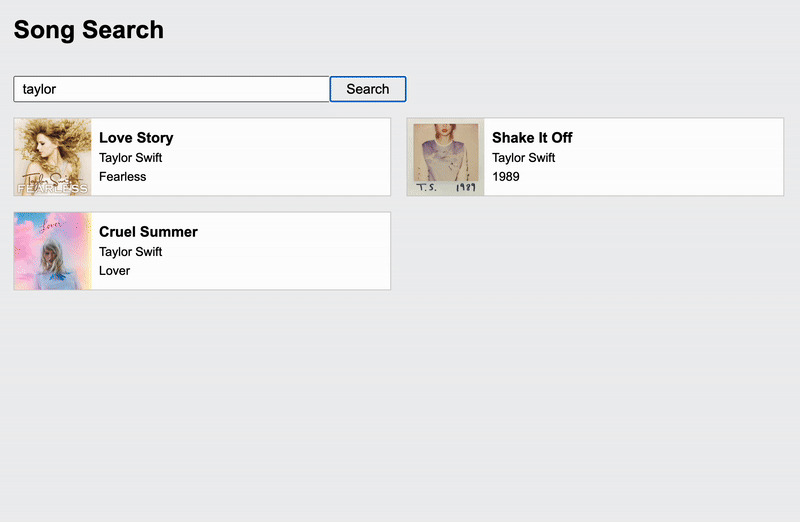 Song Search
taylor
Search
Love Story
Taylor Swift
Fearless
Taylor Swift
FEARLESS
Shake It Off
Taylor Swift
1989
T.S. 1989
Cruel Summer
Taylor Swift
Lover
Lover